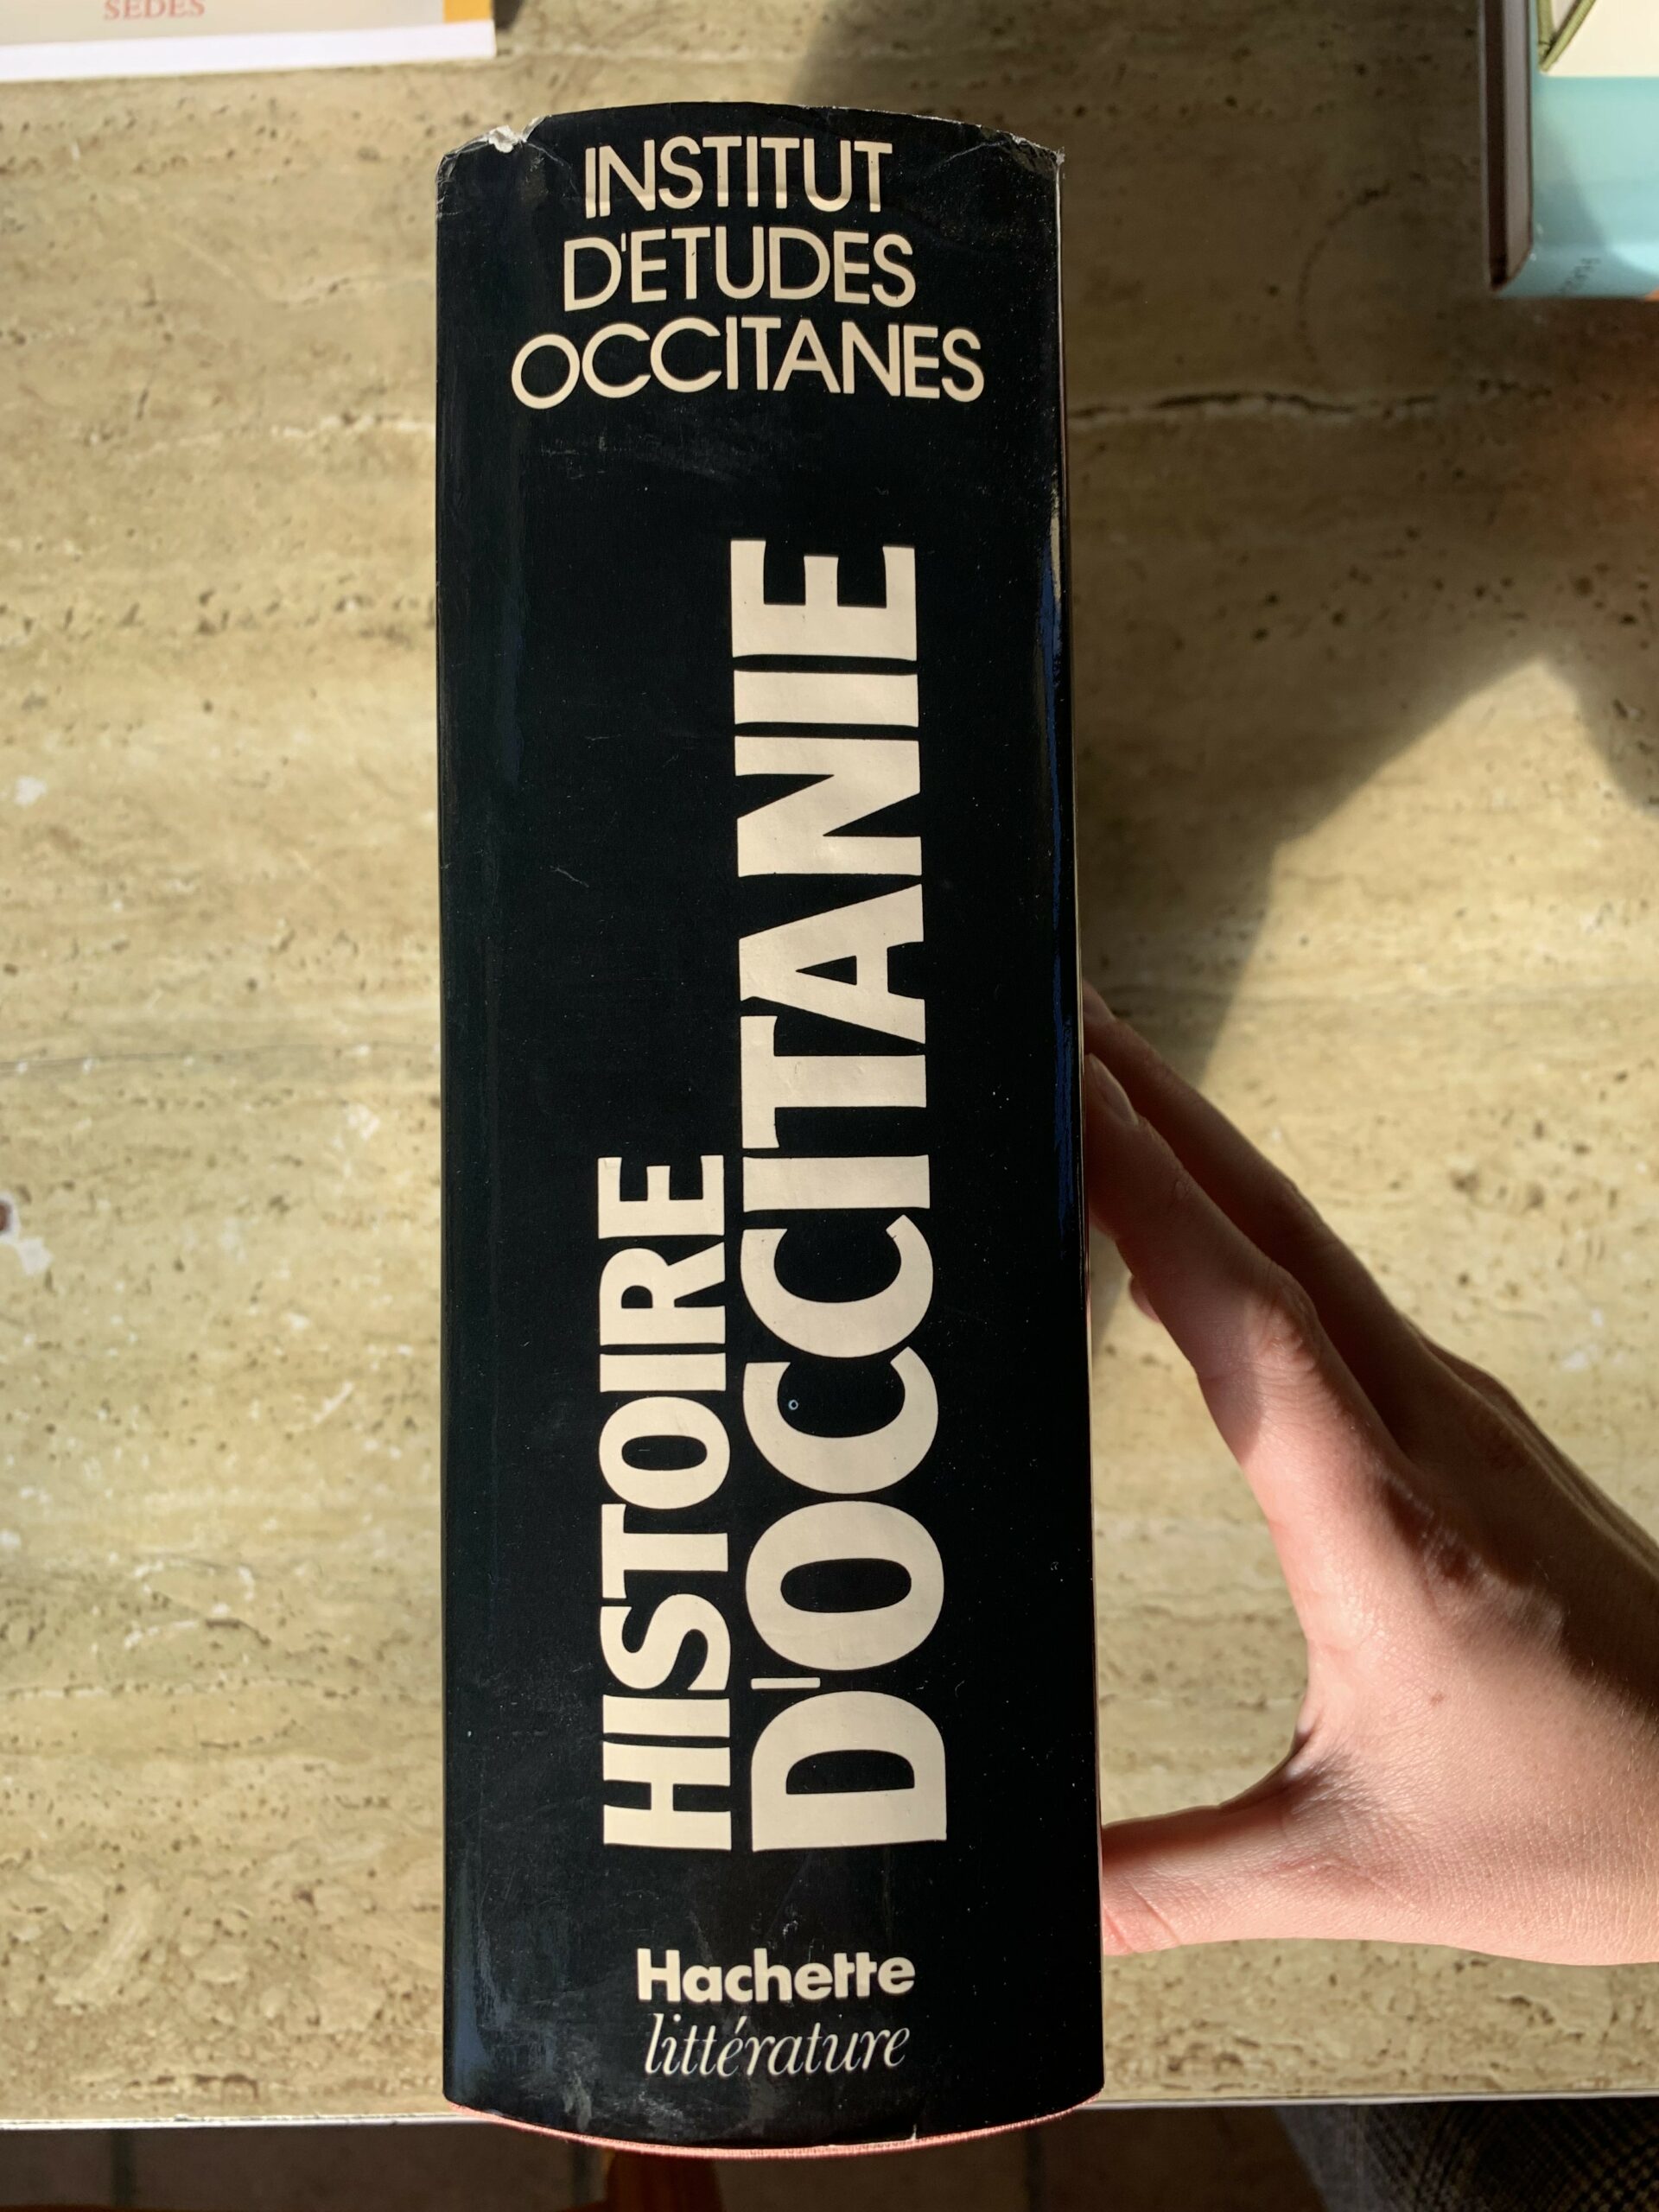 SEDES
INSTITUT
D'ETUDES
OCCITANES
HISTOIRE
D'OCCITANIE
Hachette
littérature